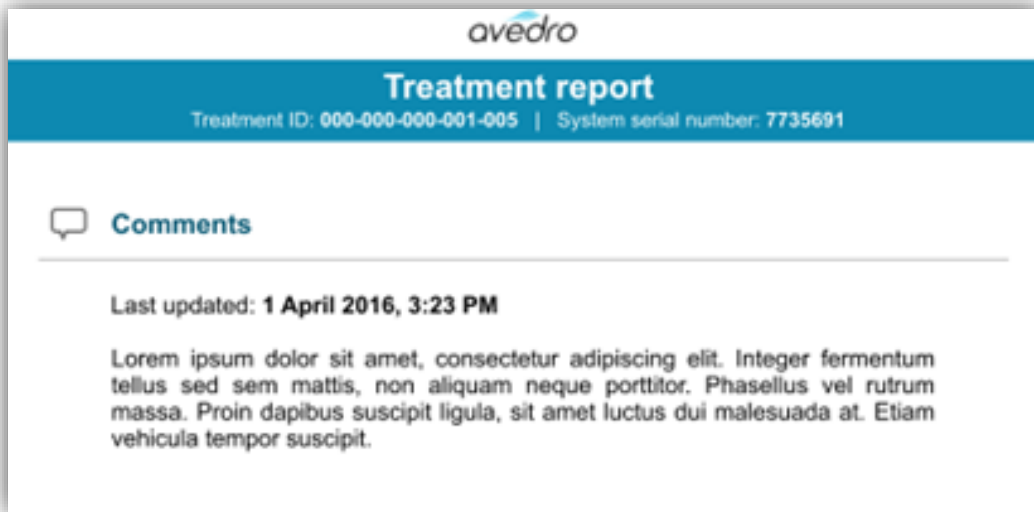 avedro
Treatment report
Treatment ID: 000-000-000-001-005 | System serial number: 7735691
Comments
Last updated: 1 April 2016, 3:23 PM
Lorem ipsum dolor sit amet, consectetur adipiscing elit. Integer fermentum
tellus sed sem mattis, non aliquam neque porttitor. Phasellus vel rutrum
massa. Proin dapibus suscipit ligula, sit amet luctus dui malesuada at. Etiam
vehicula tempor suscipit.